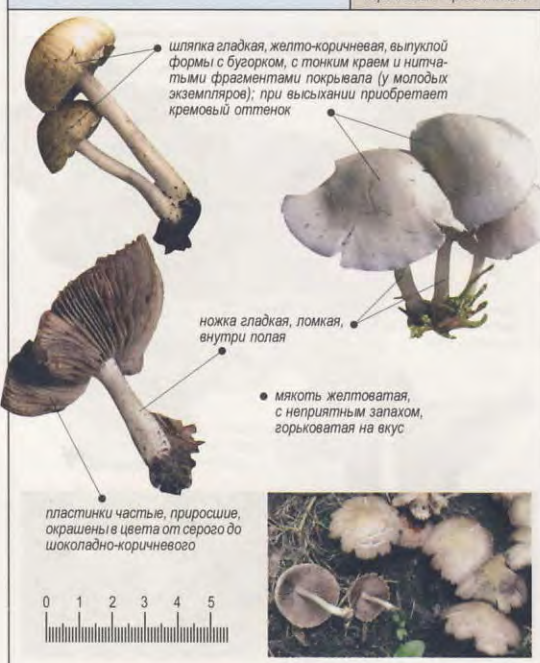 шляпка гладкая, желто-коричневая, выпуклой
формы с бугорком, с тонким краем и нитча-
тыми фрагментами покрывала (у молодых
экземпляров); при высыхании приобретает
кремовый оттенок
ножка гладкая, ломкая,
внутри полая
мякоть желтоватая,
с неприятным запахом,
горьковатая на вкус
пластинки частые, приросшие,
окрашены в цвета от серого до
шоколадно-коричневого
0 1 2 3 4 5